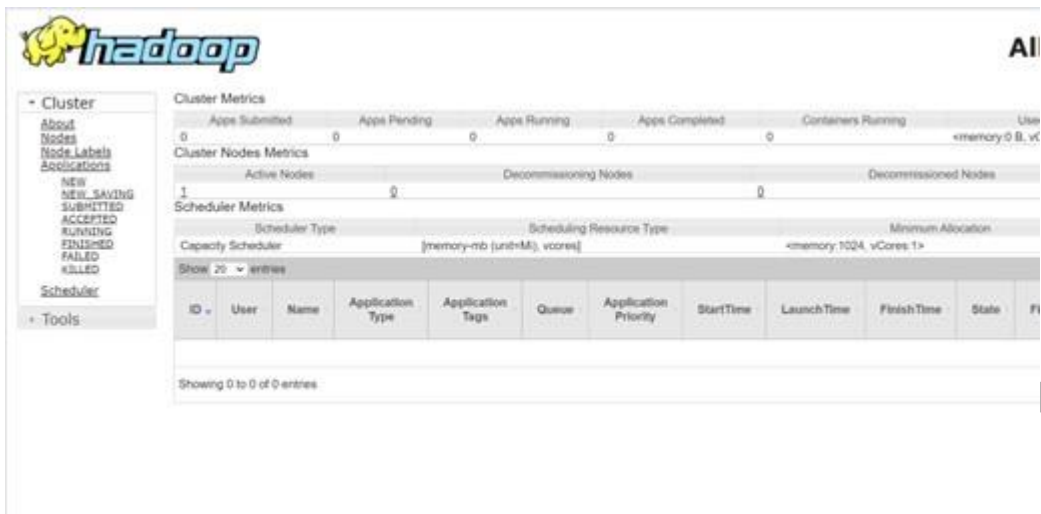 hadoop
All
Cluster
About
Nodes
Node Labels
Applications
NEW
NEW_SAVING
SUBMITTED
ACCEPTED
RUNNING
FINISHED
FAILED
KILLED
Scheduler
Tools
Cluster Metrics
Apps Submitted Apps Pending Apps Running Apps Completed Containers Running Used
0 0 0 0 0 <memory:0 B, vC
Cluster Nodes Metrics
Active Nodes Decommissioning Nodes Decommissioned Nodes
1 0 0
Scheduler Metrics
Scheduler Type Scheduling Resource Type Minimum Allocation
Capacity Scheduler [memory-mb (unit=Mi), vcores] <memory:1024, vCores:1>
Show 20 entries
ID User Name Application Type Application Tags Queue Application Priority StartTime LaunchTime FinishTime State
Showing 0 to 0 of 0 entries